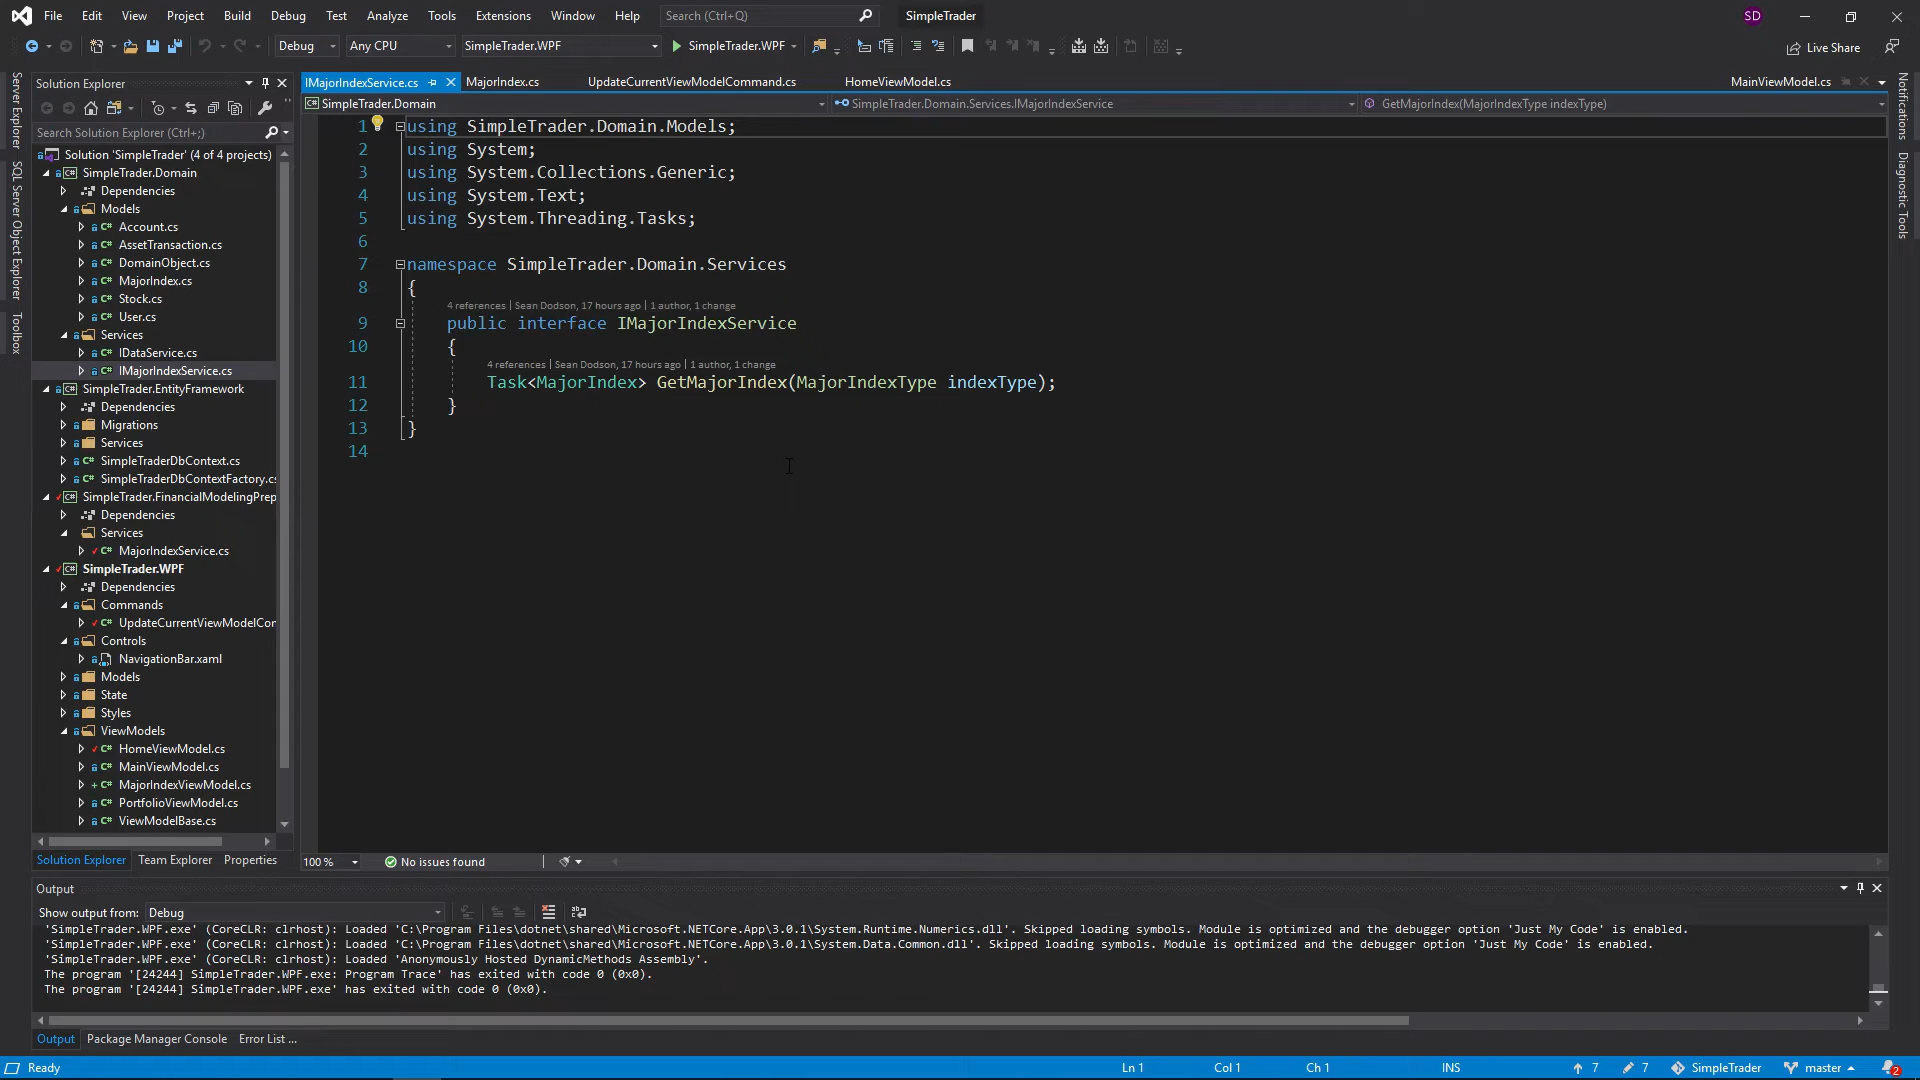 File Edit View Project Build Debug Test Analyze Tools Extensions Window Help Search (Ctrl+Q) SimpleTrader SD
Debug Any CPU SimpleTrader.WPF SimpleTrader.WPF Live Share
Server Explorer
SQL Server Object Explorer
Toolbox
Solution Explorer
Search Solution Explorer (Ctrl+;)
Solution 'SimpleTrader' (4 of 4 projects)
SimpleTrader.Domain
Dependencies
Models
Account.cs
AssetTransaction.cs
DomainObject.cs
MajorIndex.cs
Stock.cs
User.cs
Services
IDataService.cs
IMajorIndexService.cs
SimpleTrader.EntityFramework
Dependencies
Migrations
Services
SimpleTraderDbContext.cs
SimpleTraderDbContextFactory.cs
SimpleTrader.FinancialModelingPrep
Dependencies
Services
MajorIndexService.cs
SimpleTrader.WPF
Dependencies
Commands
UpdateCurrentViewModelCor
Controls
NavigationBar.xaml
Models
State
Styles
ViewModels
HomeViewModel.cs
MainViewModel.cs
MajorIndexViewModel.cs
PortfolioViewModel.cs
ViewModelBase.cs
Solution Explorer Team Explorer Properties
IMajorIndexService.cs MajorIndex.cs UpdateCurrentViewModelCommand.cs HomeViewModel.cs MainViewModel.cs
SimpleTrader.Domain SimpleTrader.Domain.Services.IMajorIndexService GetMajorIndex(MajorIndexType indexType)
1 using SimpleTrader.Domain.Models;
2 using System;
3 using System.Collections.Generic;
4 using System.Text;
5 using System.Threading.Tasks;
6
7 namespace SimpleTrader.Domain.Services
8 {
4 references | Sean Dodson, 17 hours ago | 1 author, 1 change
9 public interface IMajorIndexService
10 {
4 references | Sean Dodson, 17 hours ago | 1 author, 1 change
11 Task<MajorIndex> GetMajorIndex(MajorIndexType indexType);
12 }
13 }
14
100 % No issues found
Notifications
Diagnostic Tools
Output
Show output from: Debug
'SimpleTrader.WPF.exe' (CoreCLR: clrhost): Loaded 'C:\Program Files\dotnet\shared\Microsoft.NETCore.App\3.0.1\System.Runtime.Numerics.dll'. Skipped loading symbols. Module is optimized and the debugger option 'Just My Code' is enabled.
'SimpleTrader.WPF.exe' (CoreCLR: clrhost): Loaded 'C:\Program Files\dotnet\shared\Microsoft.NETCore.App\3.0.1\System.Data.Common.dll'. Skipped loading symbols. Module is optimized and the debugger option 'Just My Code' is enabled.
'SimpleTrader.WPF.exe' (CoreCLR: clrhost): Loaded 'Anonymously Hosted DynamicMethods Assembly'.
The program '[24244] SimpleTrader.WPF.exe: Program Trace' has exited with code 0 (0x0).
The program '[24244] SimpleTrader.WPF.exe' has exited with code 0 (0x0).
Output Package Manager Console Error List ...
Ready Ln 1 Col 1 Ch 1 INS 7 7 SimpleTrader master 2